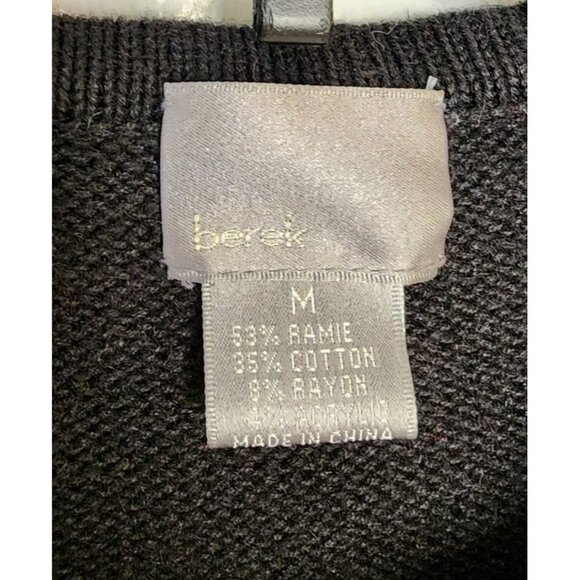 berek
M
53% RAMIE
35% COTTON
8% RAYON
4% ACRYLIC
MADE IN CHINA